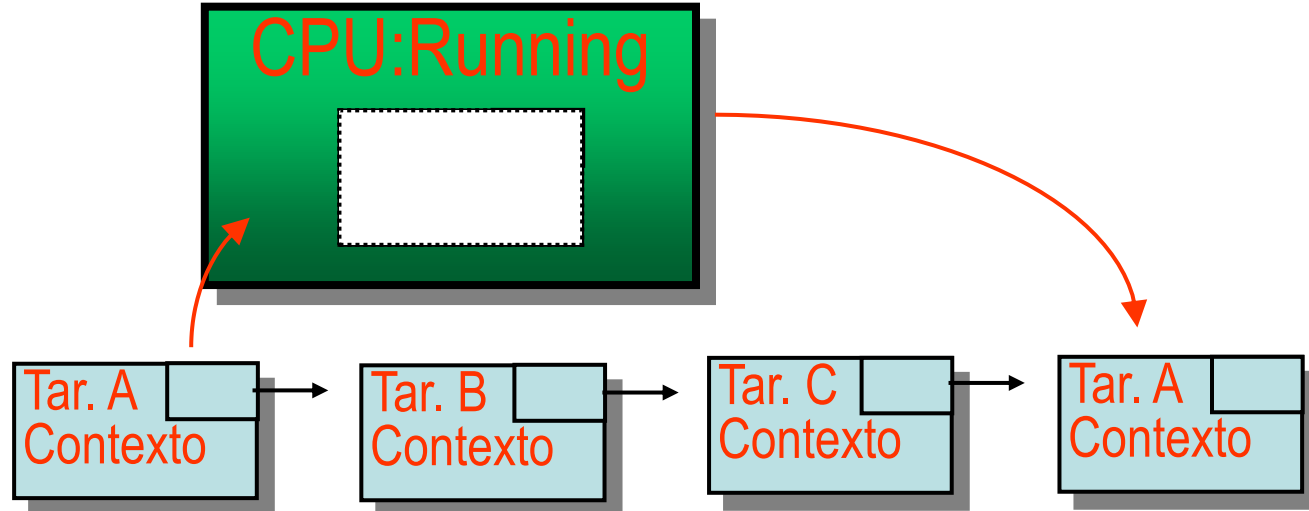 CPU:Running
Tar. A
Contexto
Tar. B
Contexto
Tar. C
Contexto
Tar. A
Contexto